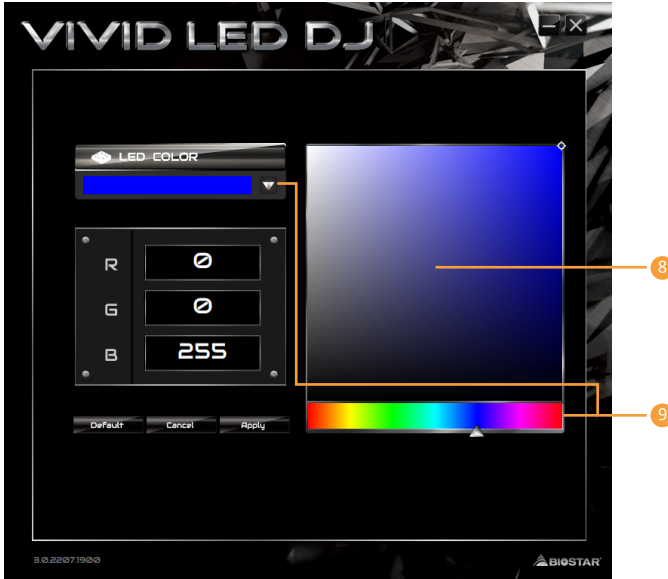 VIVID LED DJ
LED COLOR
R 0
G 0
B 255
Default Cancel Apply
8
9
3.0.2207.1900
BIOSTAR